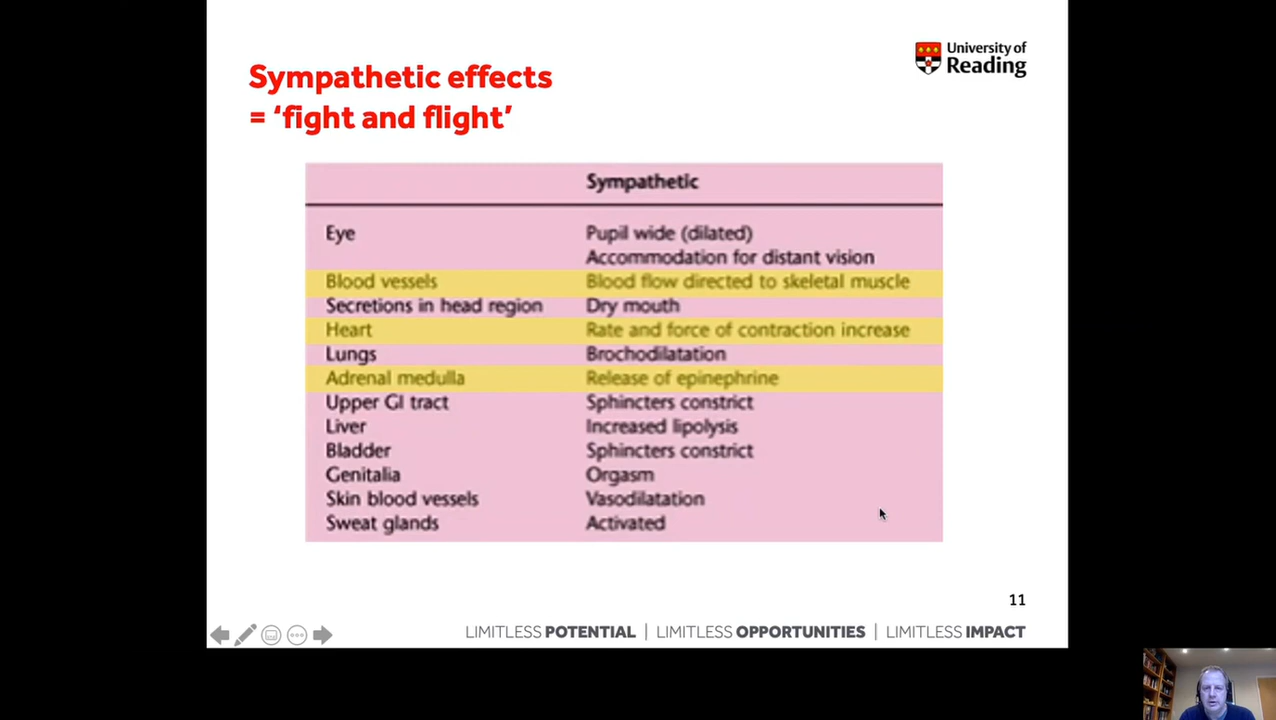 Sympathetic effects
= ‘fight and flight’
University of
Reading
Sympathetic
Eye Pupil wide (dilated)
Accommodation for distant vision
Blood vessels Blood flow directed to skeletal muscle
Secretions in head region Dry mouth
Heart Rate and force of contraction increase
Lungs Brochodilatation
Adrenal medulla Release of epinephrine
Upper GI tract Sphincters constrict
Liver Increased lipolysis
Bladder Sphincters constrict
Genitalia Orgasm
Skin blood vessels Vasodilatation
Sweat glands Activated
11
LIMITLESS POTENTIAL | LIMITLESS OPPORTUNITIES | LIMITLESS IMPACT